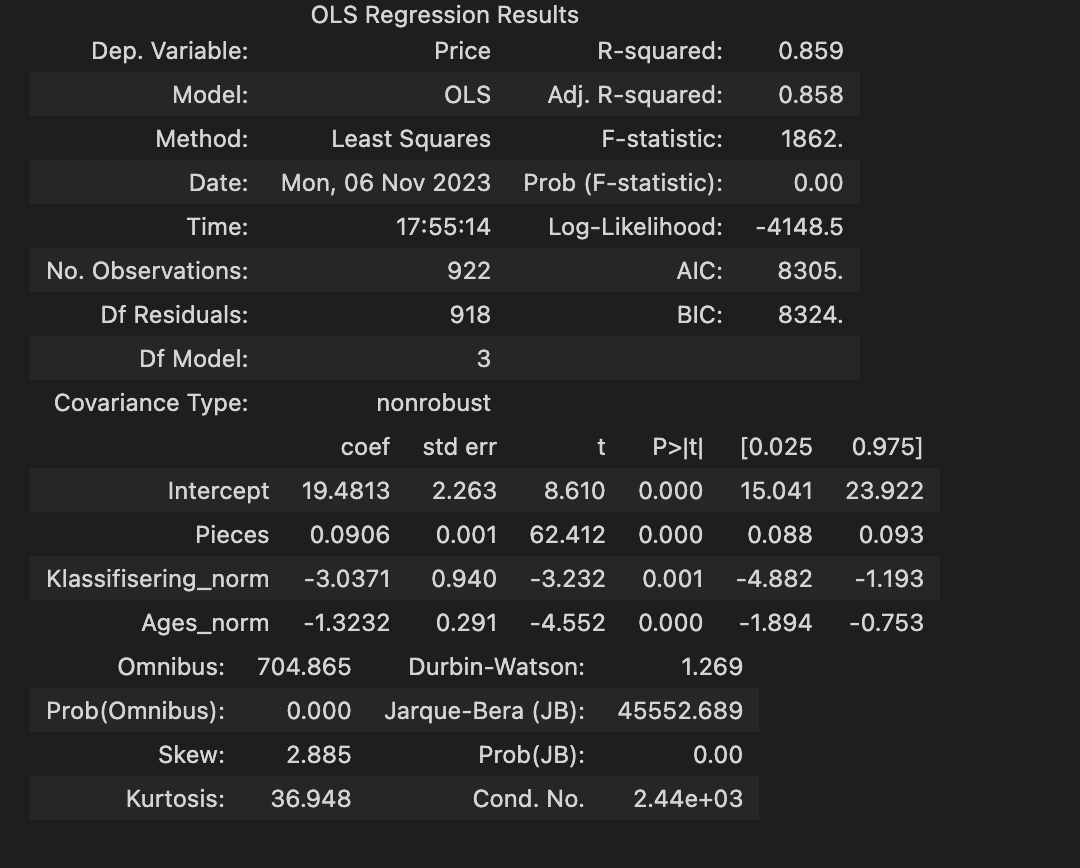 OLS Regression Results
Dep. Variable: Price R-squared: 0.859
Model: OLS Adj. R-squared: 0.858
Method: Least Squares F-statistic: 1862.
Date: Mon, 06 Nov 2023 Prob (F-statistic): 0.00
Time: 17:55:14 Log-Likelihood: -4148.5
No. Observations: 922 AIC: 8305.
Df Residuals: 918 BIC: 8324.
Df Model: 3
Covariance Type: nonrobust
coef std err t P>|t| [0.025 0.975]
Intercept 19.4813 2.263 8.610 0.000 15.041 23.922
Pieces 0.0906 0.001 62.412 0.000 0.088 0.093
Klassifisering_norm -3.0371 0.940 -3.232 0.001 -4.882 -1.193
Ages_norm -1.3232 0.291 -4.552 0.000 -1.894 -0.753
Omnibus: 704.865 Durbin-Watson: 1.269
Prob(Omnibus): 0.000 Jarque-Bera (JB): 45552.689
Skew: 2.885 Prob(JB): 0.00
Kurtosis: 36.948 Cond. No. 2.44e+03